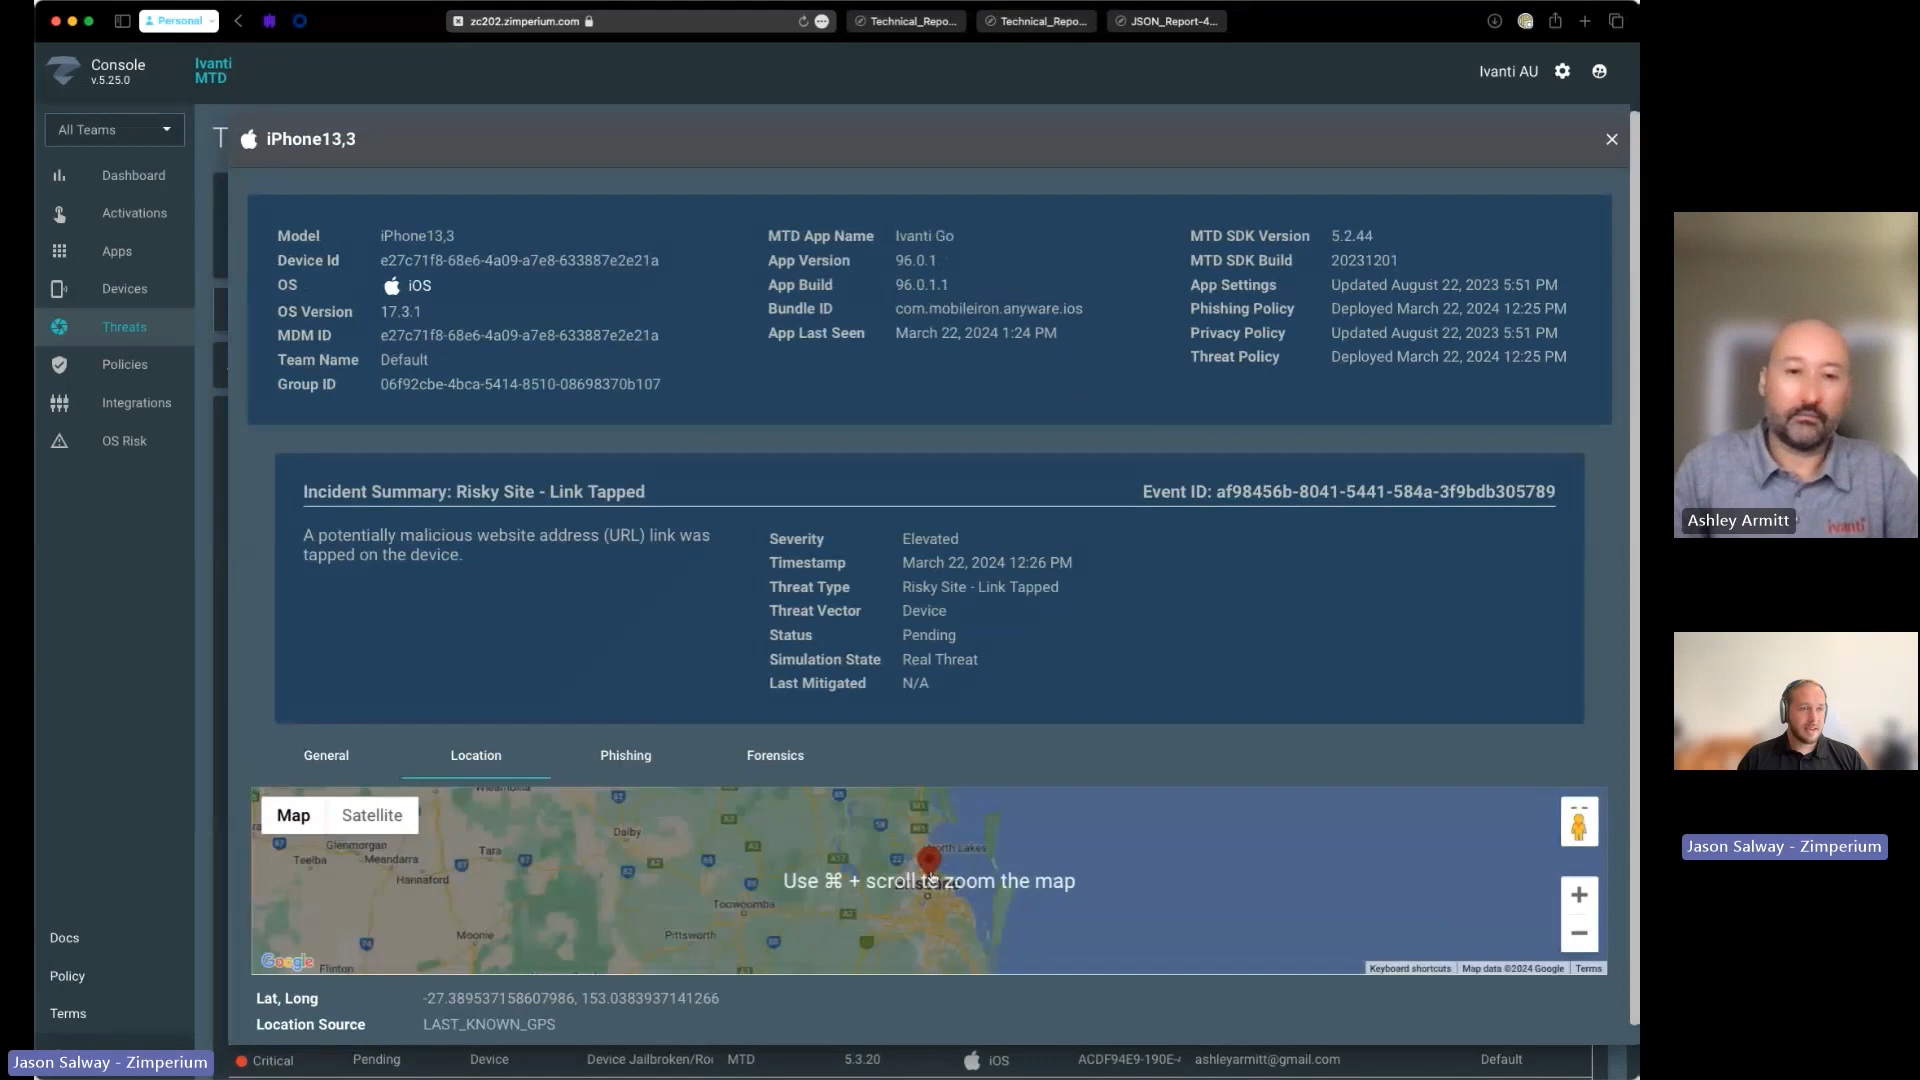 Personal
zc202.zimperium.com
Technical_Repo...
Technical_Repo...
JSON_Report-4...
Console
v.5.25.0
Ivanti
MTD
Ivanti AU
All Teams
T
iPhone13,3
Dashboard
Activations
Apps
Devices
Threats
Policies
Integrations
OS Risk
Docs
Policy
Terms
Model iPhone13,3
Device Id e27c71f8-68e6-4a09-a7e8-633887e2e21a
OS iOS
OS Version 17.3.1
MDM ID e27c71f8-68e6-4a09-a7e8-633887e2e21a
Team Name Default
Group ID 06f92cbe-4bca-5414-8510-08698370b107
MTD App Name Ivanti Go
App Version 96.0.1
App Build 96.0.1.1
Bundle ID com.mobileiron.anyware.ios
App Last Seen March 22, 2024 1:24 PM
MTD SDK Version 5.2.44
MTD SDK Build 20231201
App Settings Updated August 22, 2023 5:51 PM
Phishing Policy Deployed March 22, 2024 12:25 PM
Privacy Policy Updated August 22, 2023 5:51 PM
Threat Policy Deployed March 22, 2024 12:25 PM
Incident Summary: Risky Site - Link Tapped
Event ID: af98456b-8041-5441-584a-3f9bdb305789
A potentially malicious website address (URL) link was
tapped on the device.
Severity Elevated
Timestamp March 22, 2024 12:26 PM
Threat Type Risky Site - Link Tapped
Threat Vector Device
Status Pending
Simulation State Real Threat
Last Mitigated N/A
General Location Phishing Forensics
Map Satellite
Dalby
Glenmorgan
Teelba Meandarra
Tara
Hannaford
North Lakes
Use ⌘ + scroll to zoom the map
Toowoomba
Moonie
Pittsworth
Flinton
Google
Keyboard shortcuts Map data ©2024 Google Terms
Lat, Long -27.389537158607986, 153.0383937141266
Location Source LAST_KNOWN_GPS
Critical Pending Device Device Jailbroken/Ro MTD 5.3.20 iOS ACDF94E9-190E- ashleyarmitt@gmail.com Default
Jason Salway - Zimperium
ivanti
Ashley Armitt
Jason Salway - Zimperium